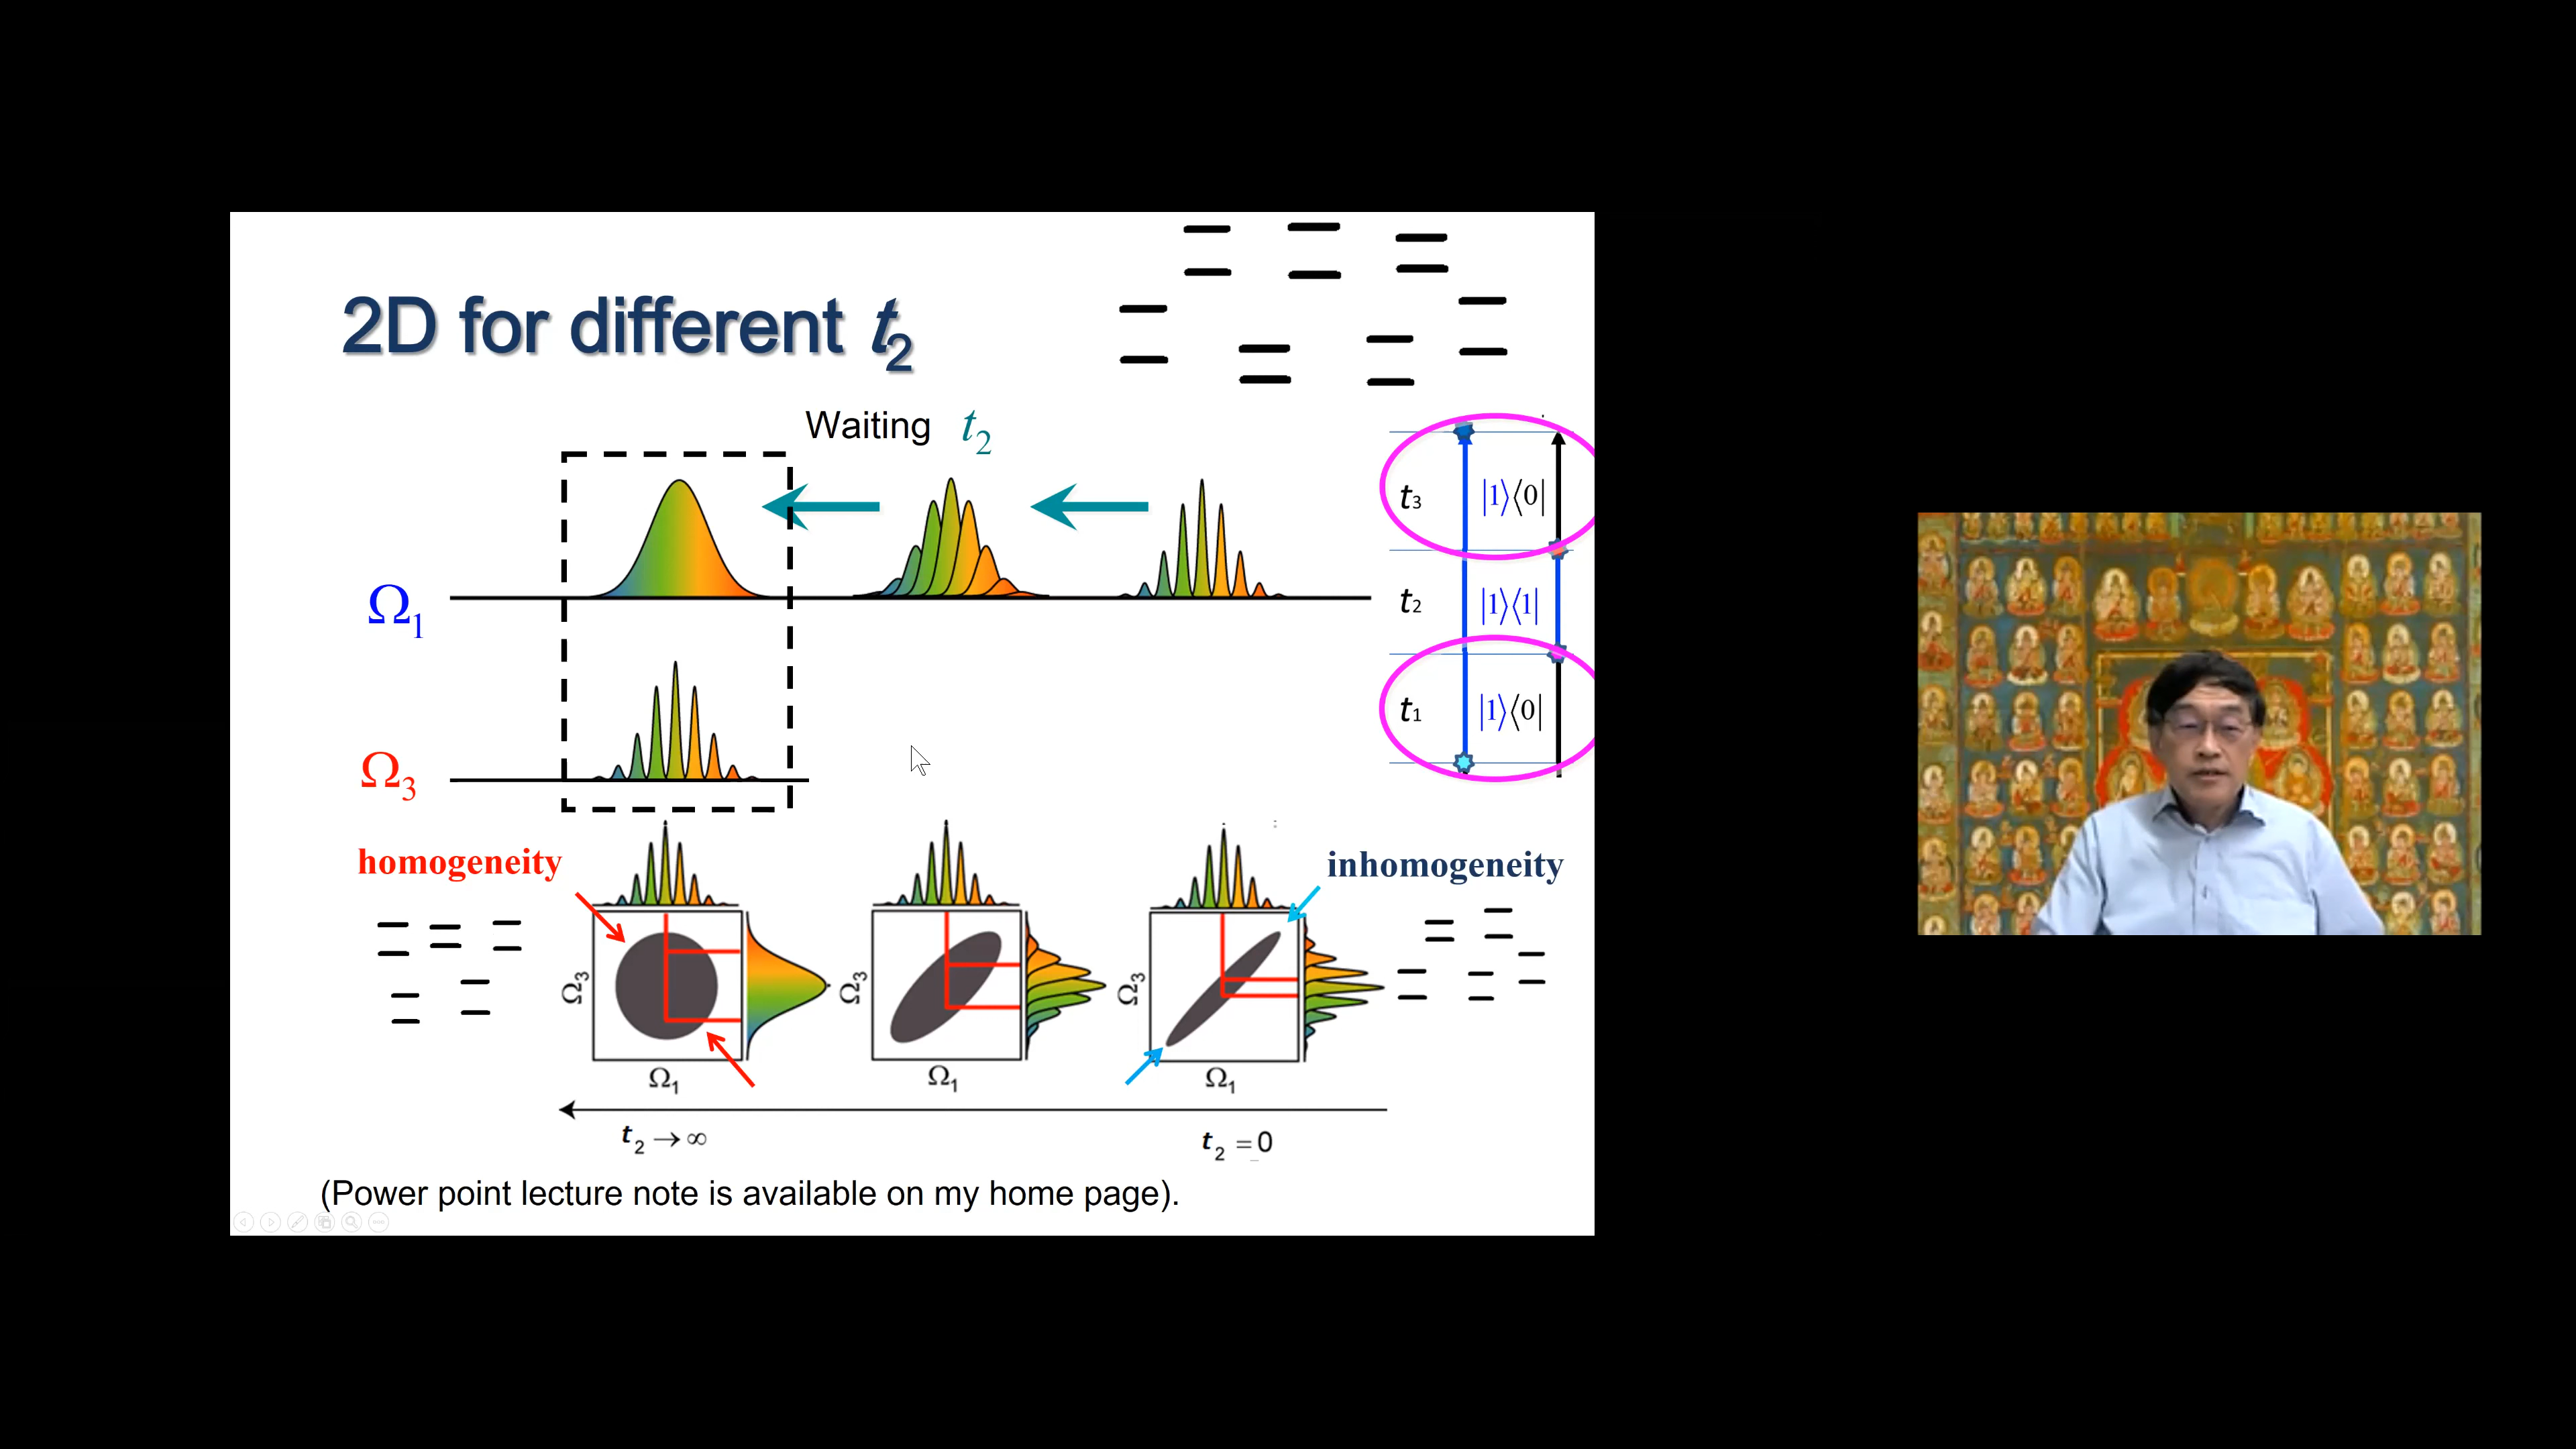 2D for different t₂
Waiting t₂
Ω₁
Ω₃
t₃ |1⟩⟨0|
t₂ |1⟩⟨1|
t₁ |1⟩⟨0|
homogeneity
inhomogeneity
Ω₃
Ω₁
Ω₃
Ω₁
Ω₃
Ω₁
t₂ → ∞
t₂ = 0
(Power point lecture note is available on my home page).